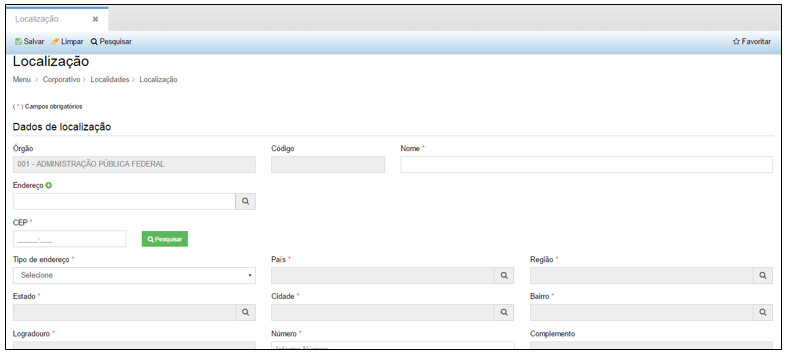 Localização ✖
Salvar Limpar Pesquisar Favoritar
Localização
Menu > Corporativo > Localidades > Localização
( * ) Campos obrigatórios
Dados de localização
Órgão Código Nome *
001 - ADMINISTRAÇÃO PÚBLICA FEDERAL
Endereço
CEP *
_____-___ Pesquisar
Tipo de endereço * País * Região *
Selecione
Estado * Cidade * Bairro *
Logradouro * Número * Complemento
Informe Número